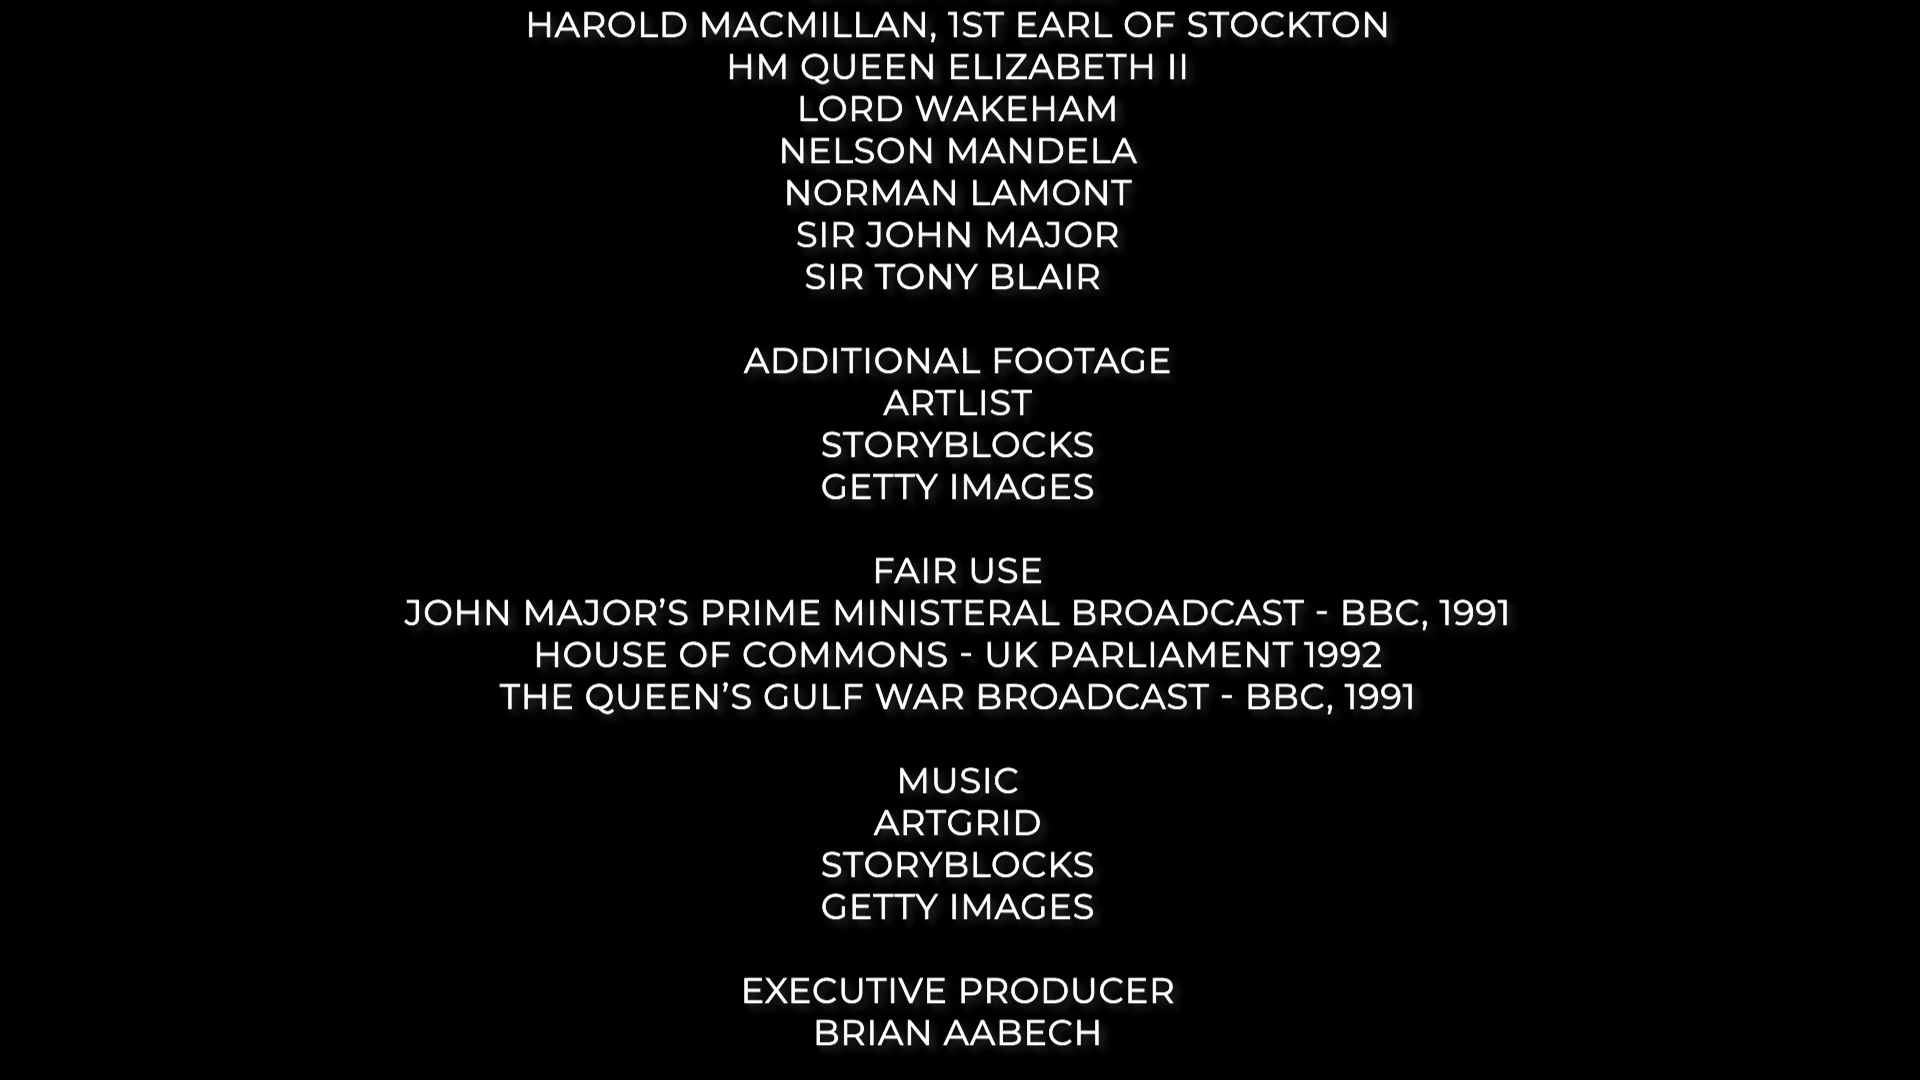 HAROLD MACMILLAN, 1ST EARL OF STOCKTON
HM QUEEN ELIZABETH II
LORD WAKEHAM
NELSON MANDELA
NORMAN LAMONT
SIR JOHN MAJOR
SIR TONY BLAIR
ADDITIONAL FOOTAGE
ARTLIST
STORYBLOCKS
GETTY IMAGES
FAIR USE
JOHN MAJOR’S PRIME MINISTERAL BROADCAST - BBC, 1991
HOUSE OF COMMONS - UK PARLIAMENT 1992
THE QUEEN’S GULF WAR BROADCAST - BBC, 1991
MUSIC
ARTGRID
STORYBLOCKS
GETTY IMAGES
EXECUTIVE PRODUCER
BRIAN AABECH